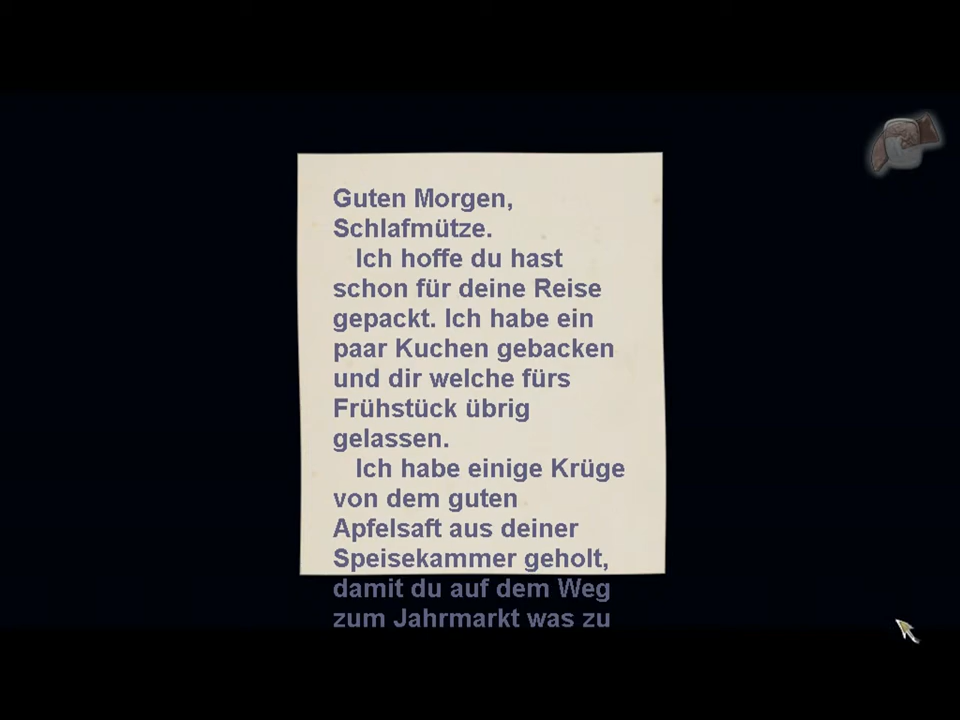 Guten Morgen,
Schlafmütze.
Ich hoffe du hast
schon für deine Reise
gepackt. Ich habe ein
paar Kuchen gebacken
und dir welche fürs
Frühstück übrig
gelassen.
Ich habe einige Krüge
von dem guten
Apfelsaft aus deiner
Speisekammer geholt,
damit du auf dem Weg
zum Jahrmarkt was zu